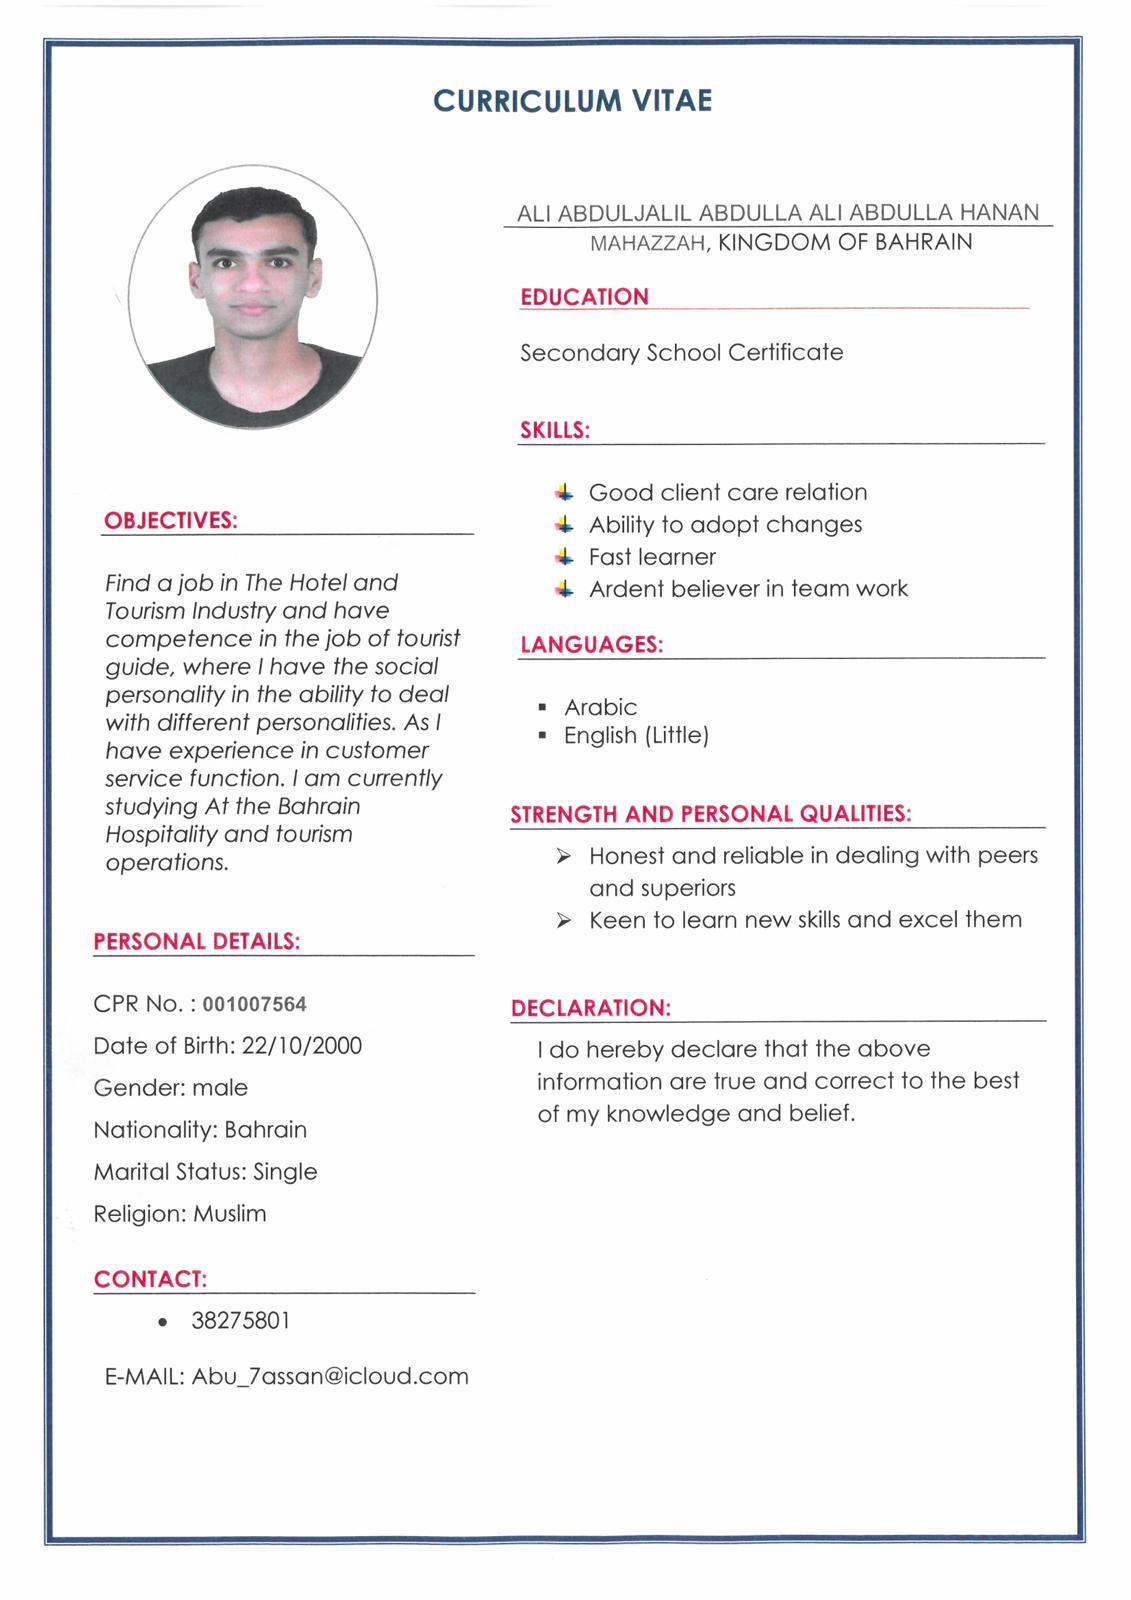 CURRICULUM VITAE
ALI ABDULJALIL ABDULLA ALI ABDULLA HANAN
MAHAZZAH, KINGDOM OF BAHRAIN
EDUCATION
Secondary School Certificate
SKILLS:
Good client care relation
Ability to adopt changes
Fast learner
Ardent believer in team work
LANGUAGES:
Arabic
English (Little)
STRENGTH AND PERSONAL QUALITIES:
Honest and reliable in dealing with peers
and superiors
Keen to learn new skills and excel them
DECLARATION:
I do hereby declare that the above
information are true and correct to the best
of my knowledge and belief.
OBJECTIVES:
Find a job in The Hotel and
Tourism Industry and have
competence in the job of tourist
guide, where I have the social
personality in the ability to deal
with different personalities. As I
have experience in customer
service function. I am currently
studying At the Bahrain
Hospitality and tourism
operations.
PERSONAL DETAILS:
CPR No. : 001007564
Date of Birth: 22/10/2000
Gender: male
Nationality: Bahrain
Marital Status: Single
Religion: Muslim
CONTACT:
38275801
E-MAIL: Abu_7assan@icloud.com